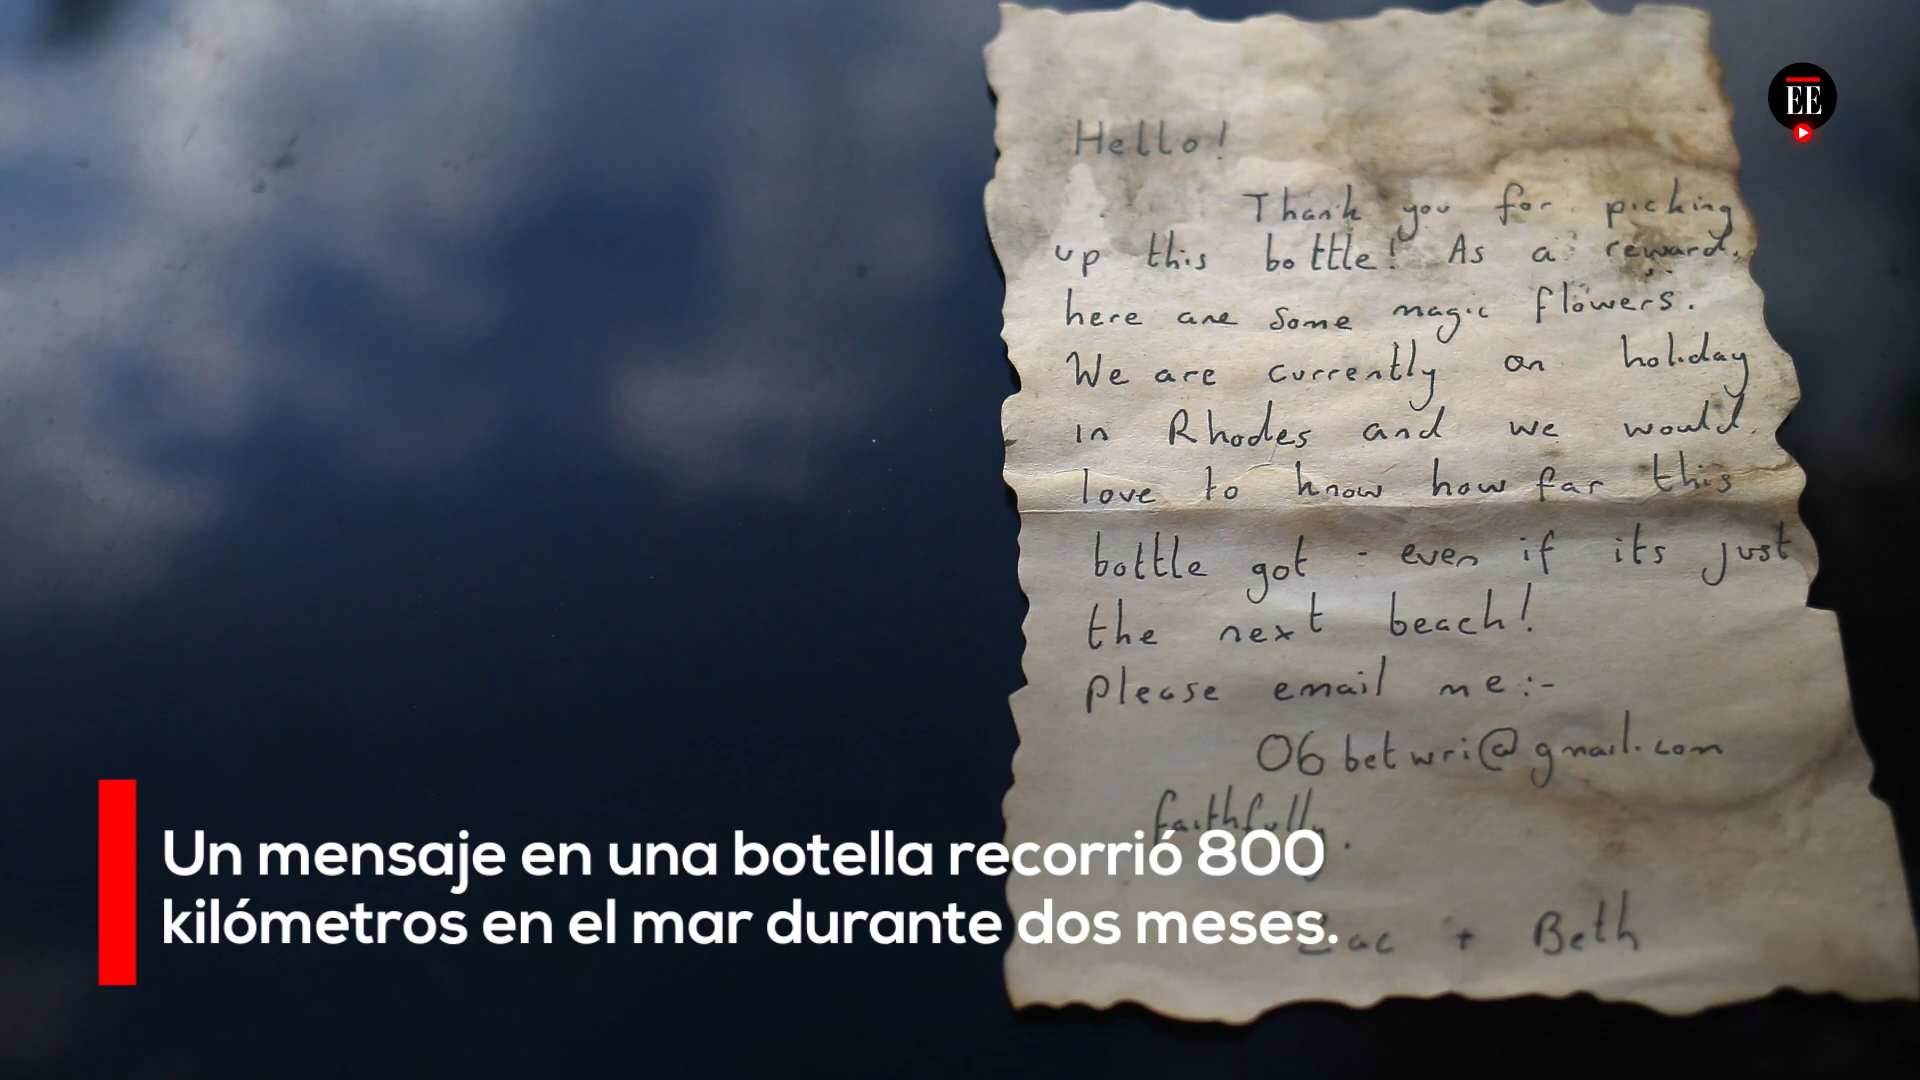 EE
Hello!
Thank you for picking
up this bottle! As a reward,
here are some magic flowers.
We are currently on holiday
in Rhodes and we would
love to know how far this
bottle got - even if its just
the next beach!
Please email me:-
06betwri@gmail.com
faithfully.
Zac + Beth
Un mensaje en una botella recorrió 800
kilómetros en el mar durante dos meses.